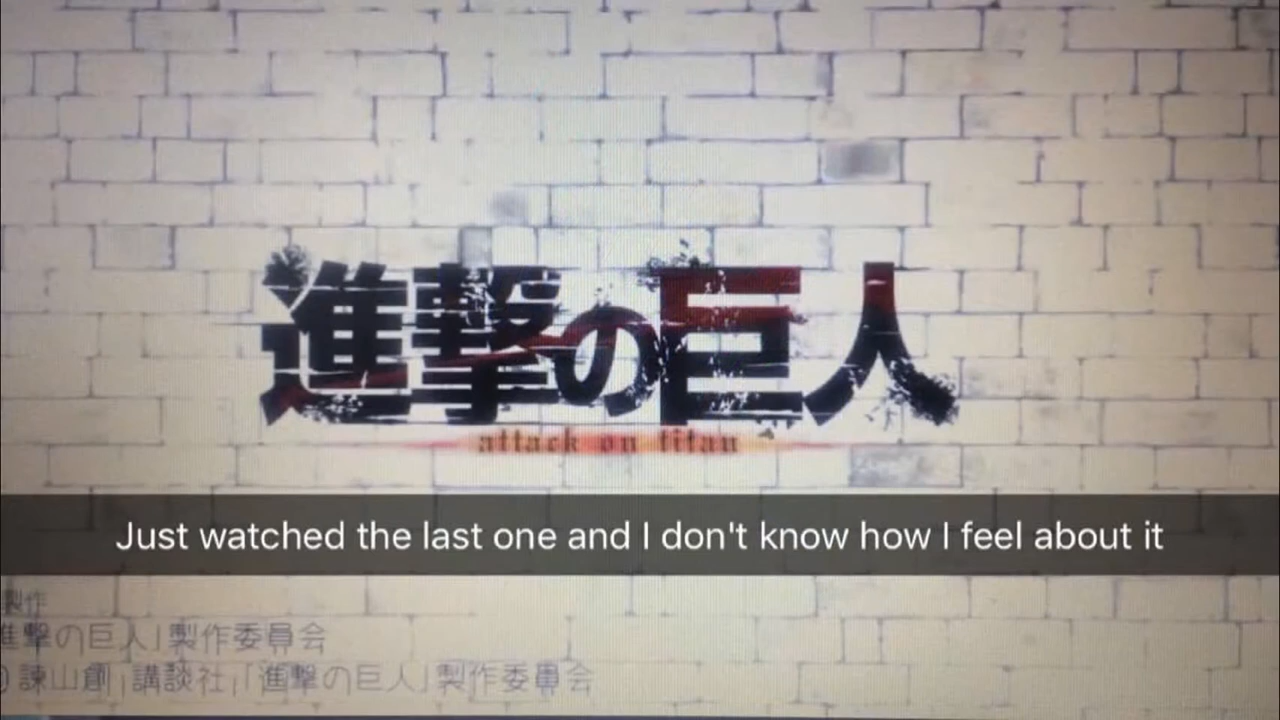 進撃の巨人
attack on titan
Just watched the last one and I don't know how I feel about it
製作
進撃の巨人」製作委員会
諫山創,講談社,「進撃の巨人」製作委員会